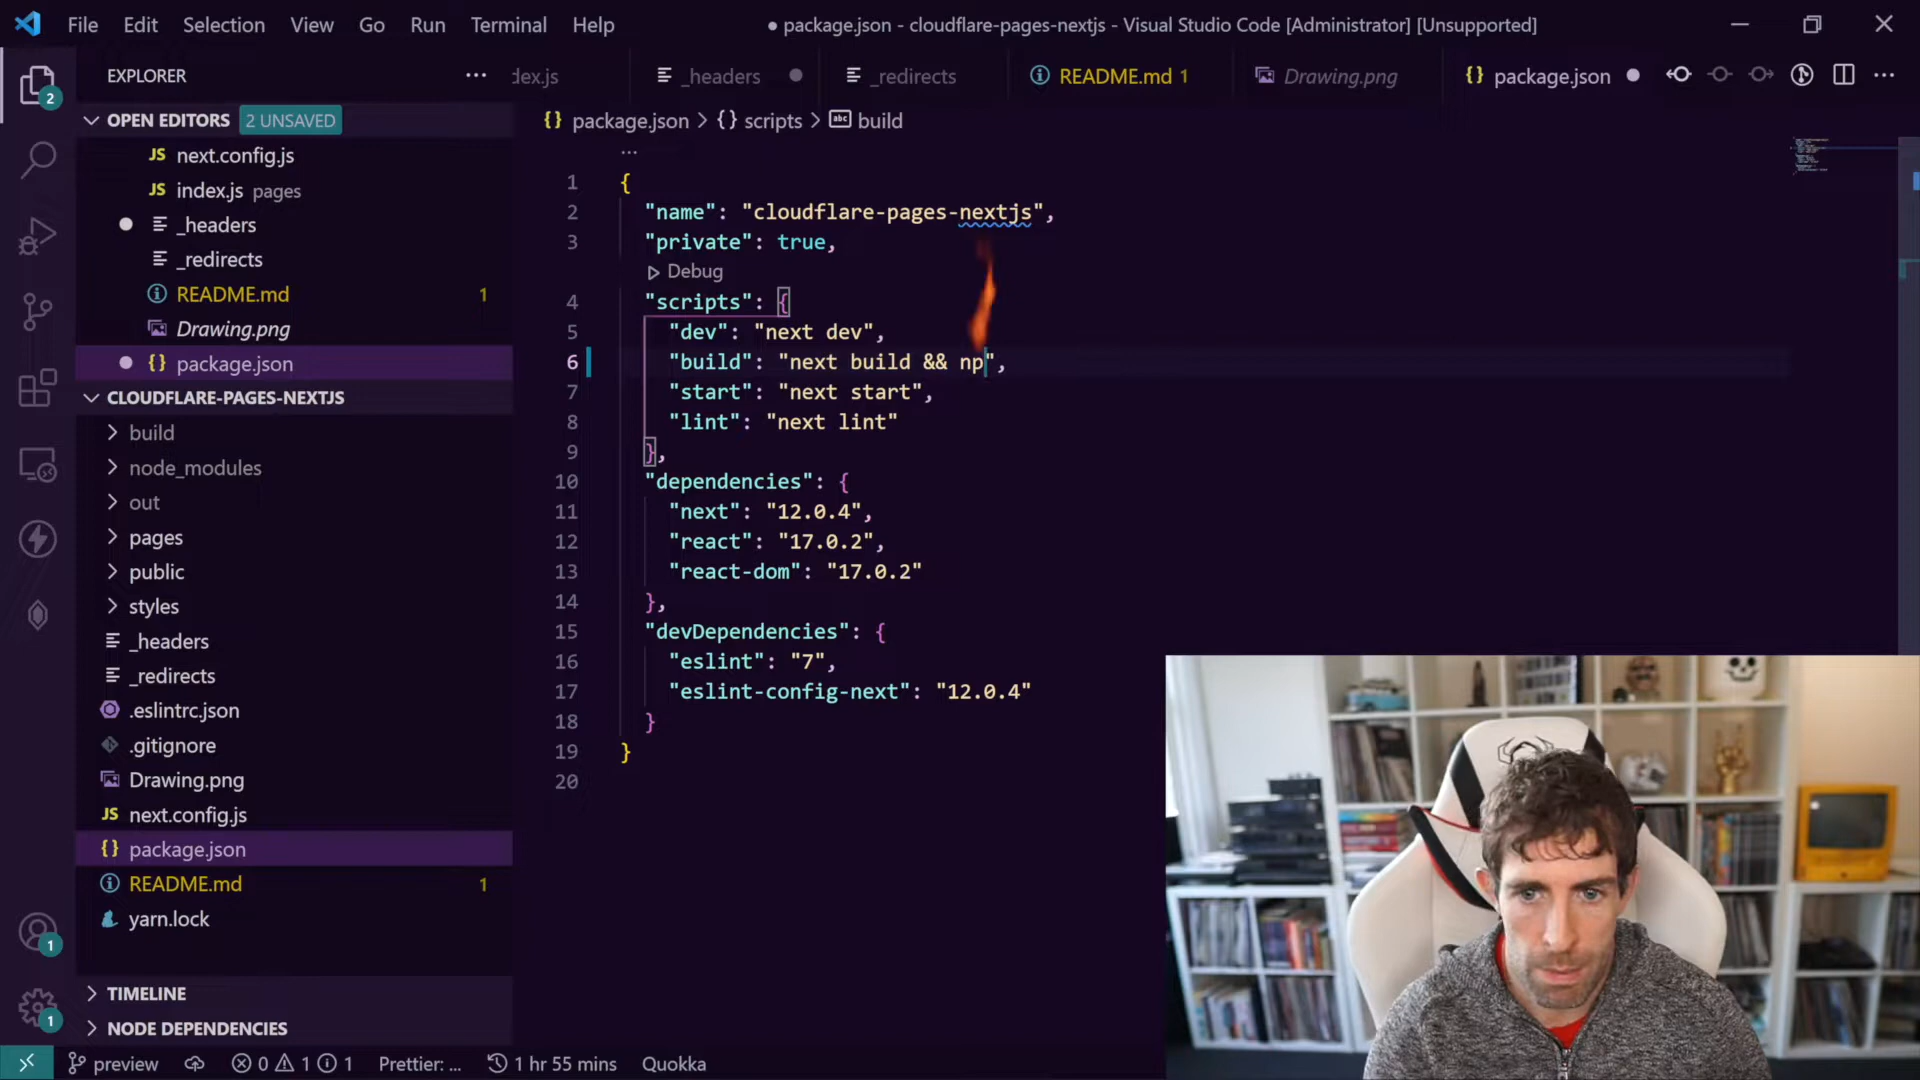 File Edit Selection View Go Run Terminal Help
● package.json - cloudflare-pages-nextjs - Visual Studio Code [Administrator] [Unsupported]
EXPLORER
dex.js
_headers
_redirects
README.md 1
Drawing.png
package.json
2
OPEN EDITORS 2 UNSAVED
package.json > {} scripts > abc build
JS next.config.js
JS index.js pages
_headers
_redirects
README.md 1
Drawing.png
{} package.json
CLOUDFLARE-PAGES-NEXTJS
build
node_modules
out
pages
public
styles
_headers
_redirects
.eslintrc.json
.gitignore
Drawing.png
JS next.config.js
{} package.json
README.md 1
yarn.lock
TIMELINE
NODE DEPENDENCIES
1
1
...
1 {
2 "name": "cloudflare-pages-nextjs",
3 "private": true,
Debug
4 "scripts": {
5 "dev": "next dev",
6 "build": "next build && np",
7 "start": "next start",
8 "lint": "next lint"
9 },
10 "dependencies": {
11 "next": "12.0.4",
12 "react": "17.0.2",
13 "react-dom": "17.0.2"
14 },
15 "devDependencies": {
16 "eslint": "7",
17 "eslint-config-next": "12.0.4"
18 }
19 }
20
preview 0 1 1 Prettier: ... 1 hr 55 mins Quokka